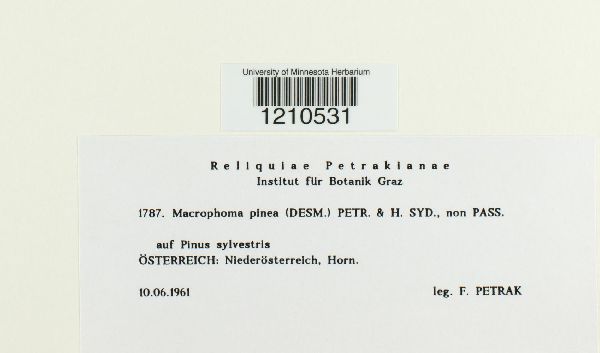 University of Minnesota Herbarium
1210531
Reliquiae Petrakianae
Institut für Botanik Graz
1787. Macrophoma pinea (DESM.) PETR. & H. SYD., non PASS.
auf Pinus sylvestris
ÖSTERREICH: Niederösterreich, Horn.
10.06.1961 leg. F. PETRAK